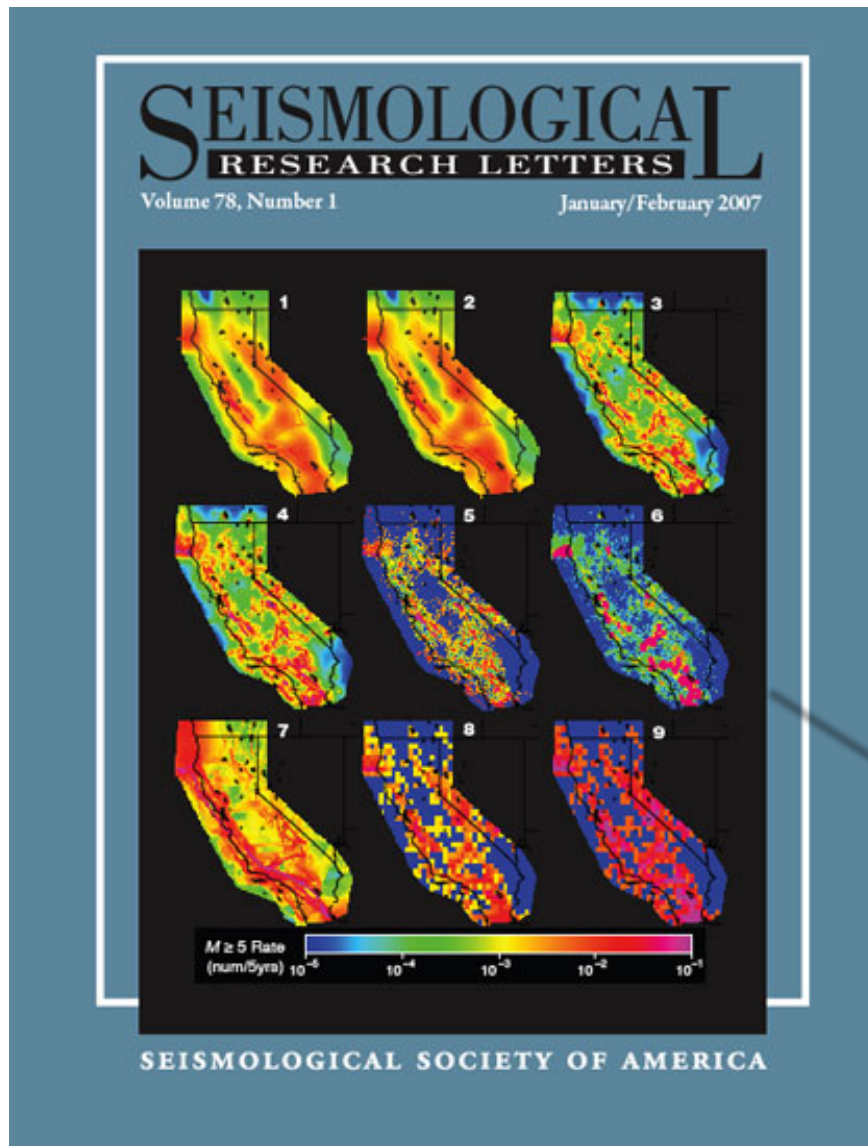 SEISMOLOGICAL
RESEARCH LETTERS
Volume 78, Number 1 January/February 2007
1 2 3
4 5 6
7 8 9
M ≥ 5 Rate
(num/5yrs) 10⁻⁵ 10⁻⁴ 10⁻³ 10⁻² 10⁻¹
SEISMOLOGICAL SOCIETY OF AMERICA